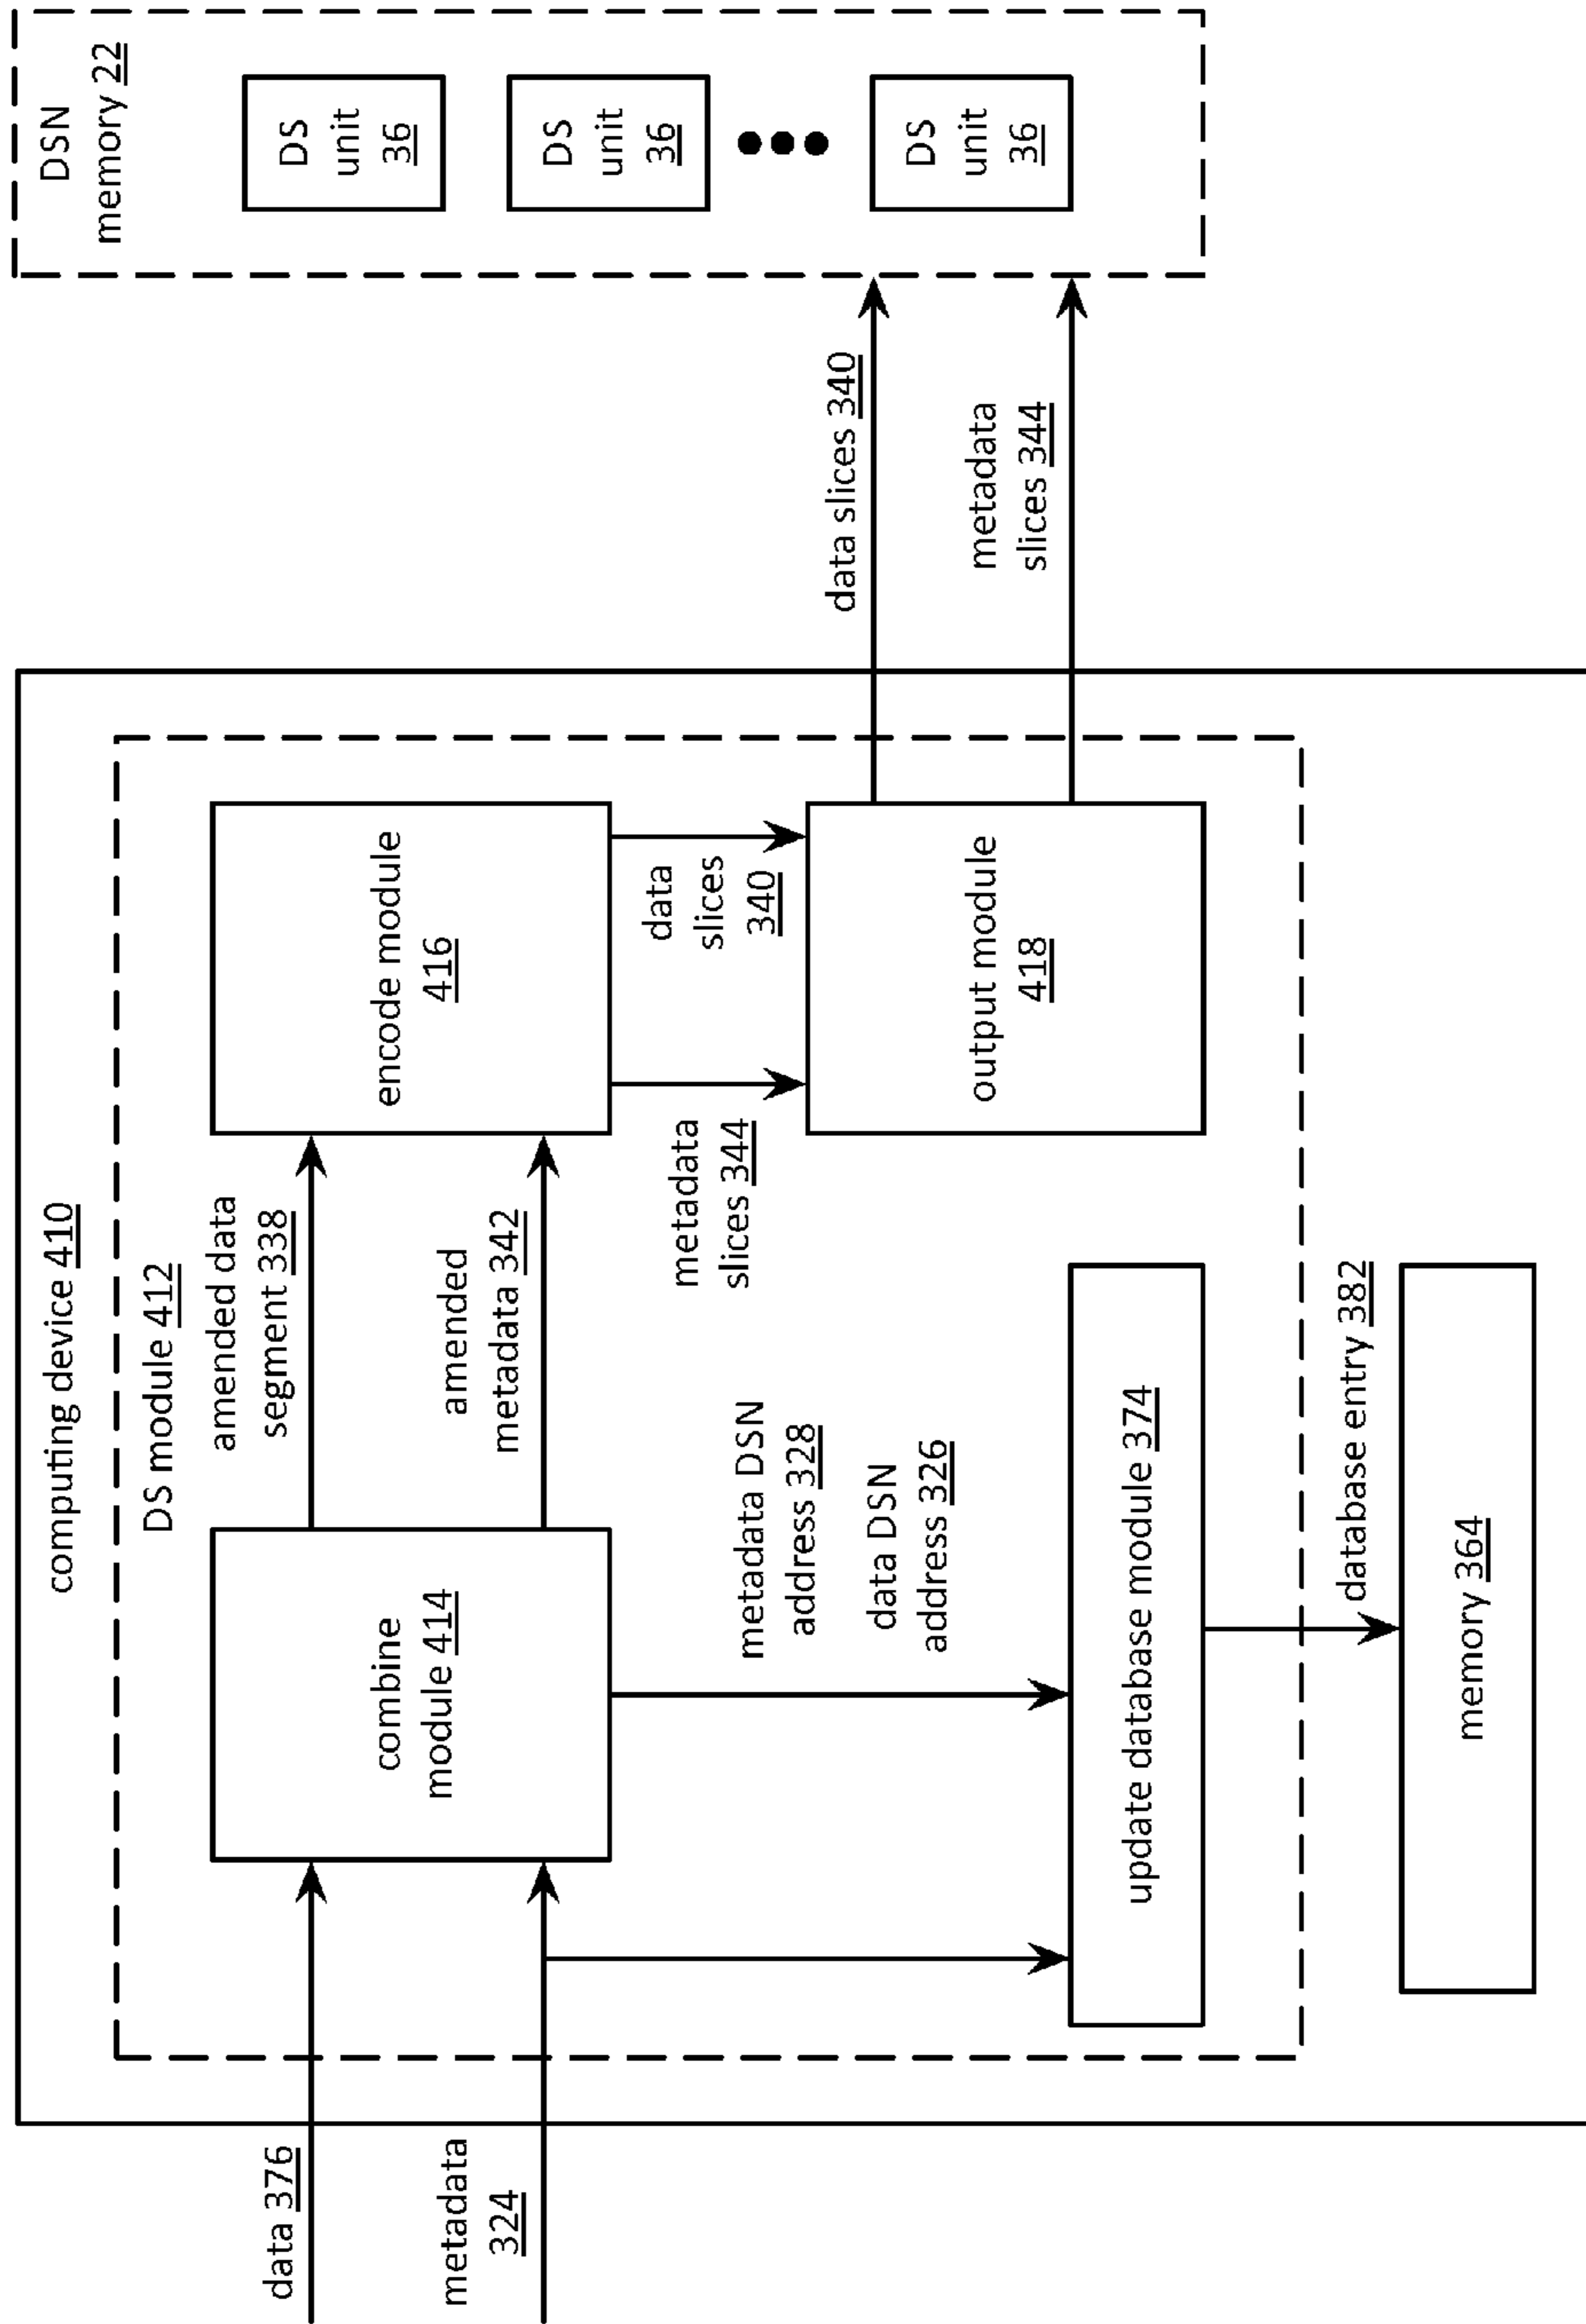 computing device 410
DS module 412
data 376
metadata
324
combine
module 414
amended data
segment 338
amended
metadata 342
encode module
416
metadata
slices 344
data
slices
340
output module
418
metadata DSN
address 328
data DSN
address 326
update database module 374
database entry 382
memory 364
data slices 340
metadata
slices 344
DSN
memory 22
DS
unit
36
DS
unit
36
DS
unit
36